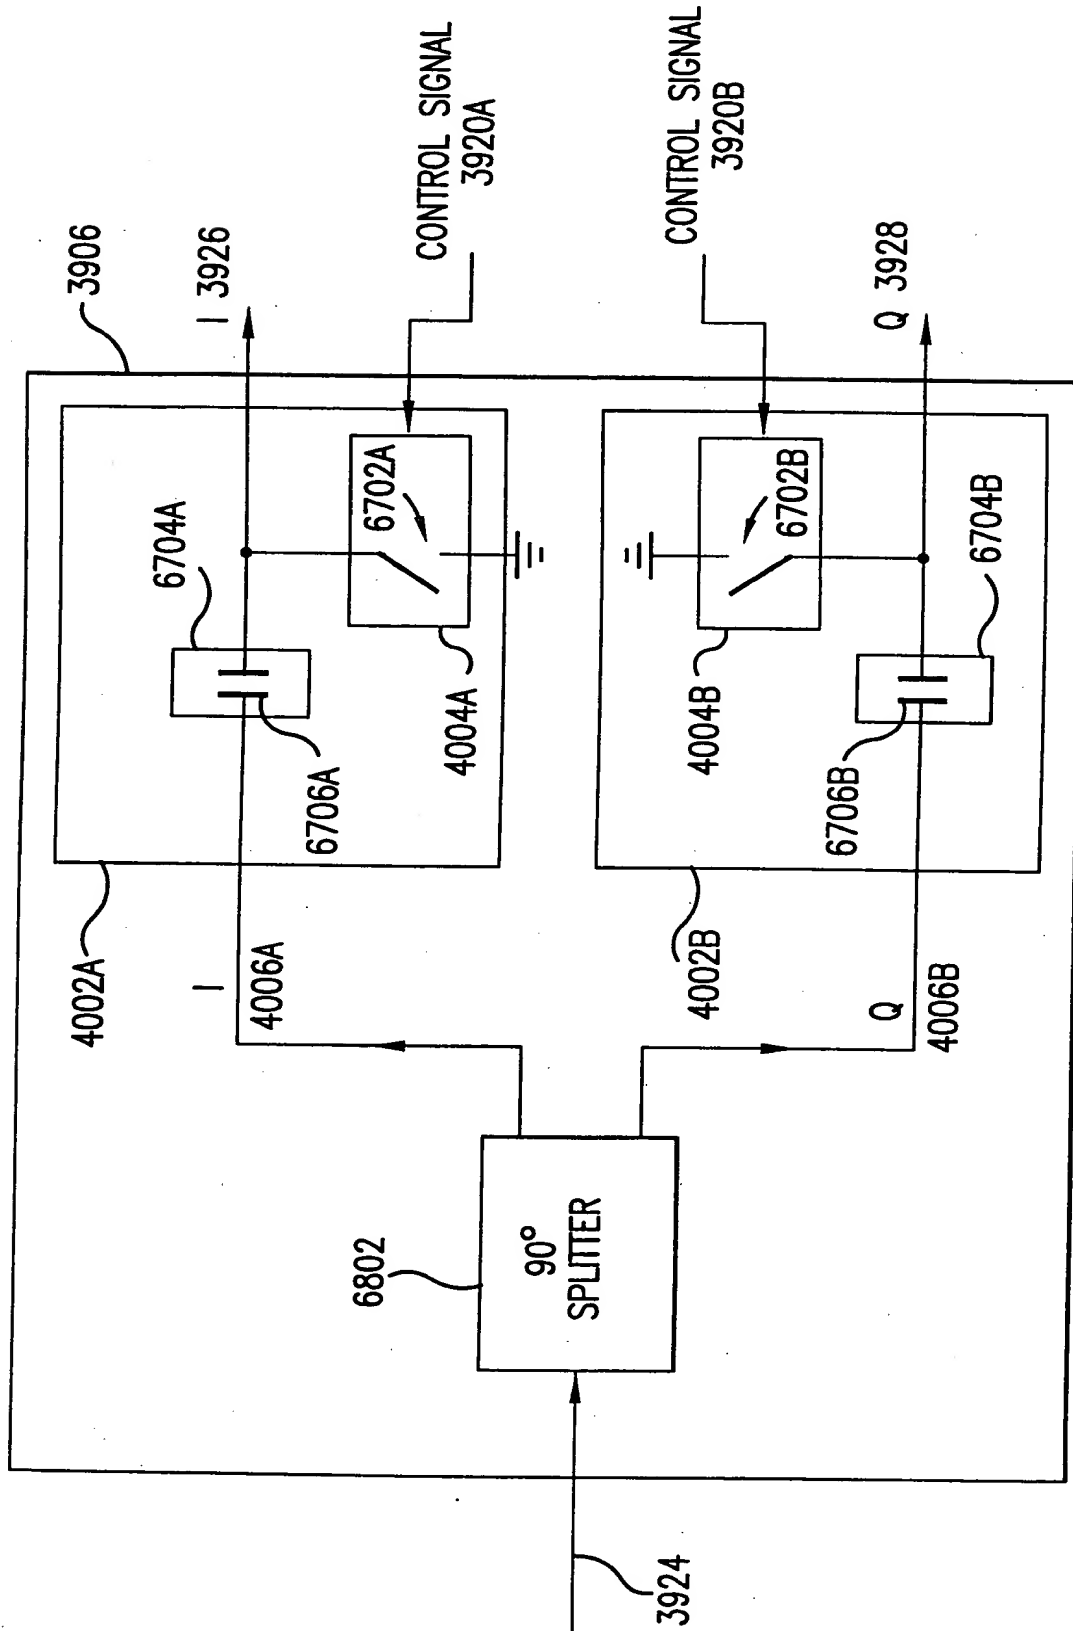 3906
I 3926
CONTROL SIGNAL
3920A
CONTROL SIGNAL
3920B
Q 3928
6704A
6702A
6706A
4004A
6702B
4004B
6704B
6706B
4002A
4002B
I
4006A
Q
4006B
6802
90°
SPLITTER
3924